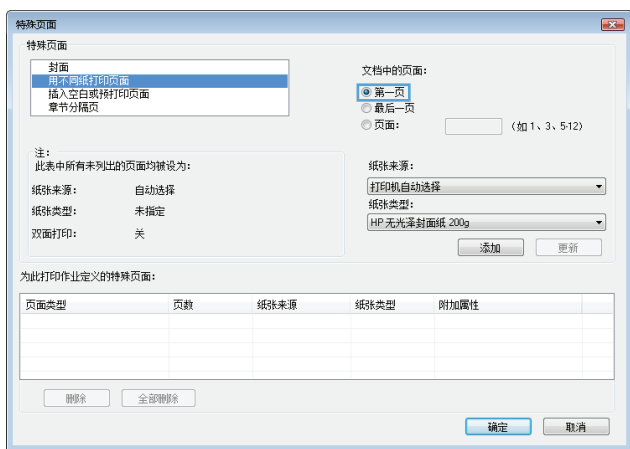 特殊页面
特殊页面
封面
用不同纸打印页面
插入空白或预打印页面
章节分隔页
文档中的页面:
第一页
最后一页
页面: (如 1、3、5-12)
注:
此表中所有未列出的页面均被设为:
纸张来源: 自动选择
纸张类型: 未指定
双面打印: 关
纸张来源:
打印机自动选择
纸张类型:
HP 无光泽封面纸 200g
添加 更新
为此打印作业定义的特殊页面:
页面类型 页数 纸张来源 纸张类型 附加属性
删除 全部删除
确定 取消